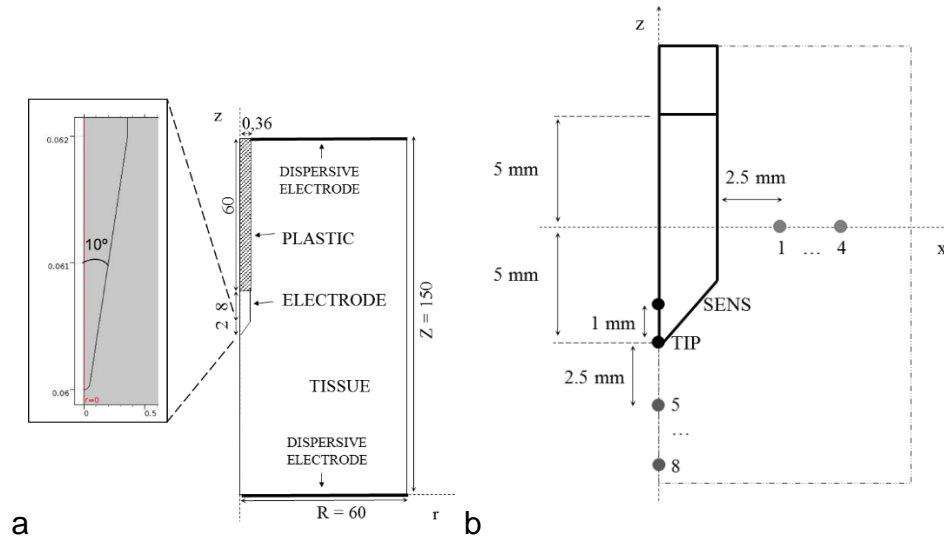 z
0,36
0.062
10º
0.061
0.06
r=0
0
0.5
DISPERSIVE
ELECTRODE
60
PLASTIC
ELECTRODE
8
2
Z = 150
TISSUE
DISPERSIVE
ELECTRODE
R = 60
r
a
z
5 mm
2.5 mm
1
...
4
x
5 mm
SENS
1 mm
TIP
2.5 mm
5
...
8
b